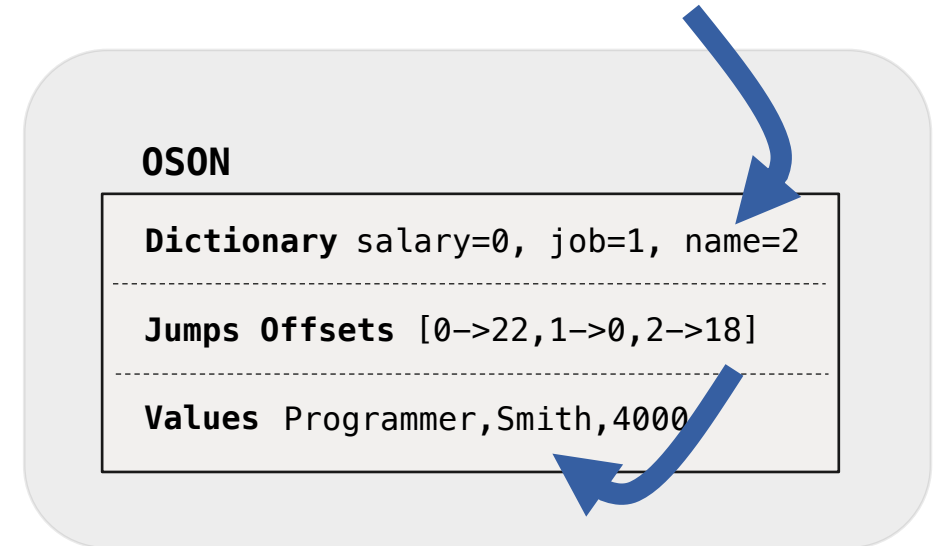 OSON
Dictionary salary=0, job=1, name=2
Jumps Offsets [0–>22,1–>0,2–>18]
Values Programmer,Smith,4000